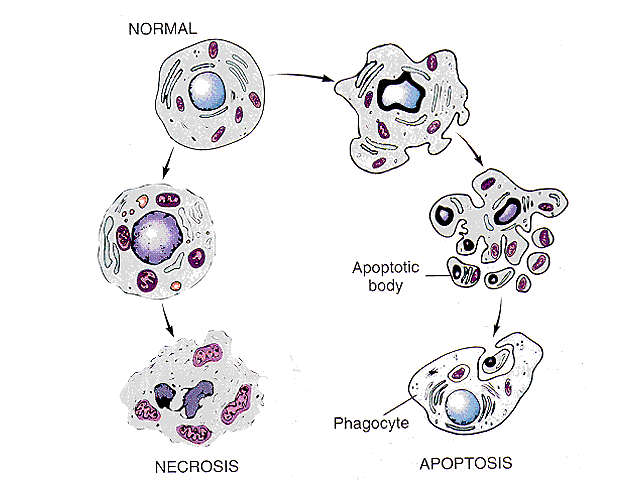 NORMAL
Apoptotic
body
Phagocyte
NECROSIS
APOPTOSIS